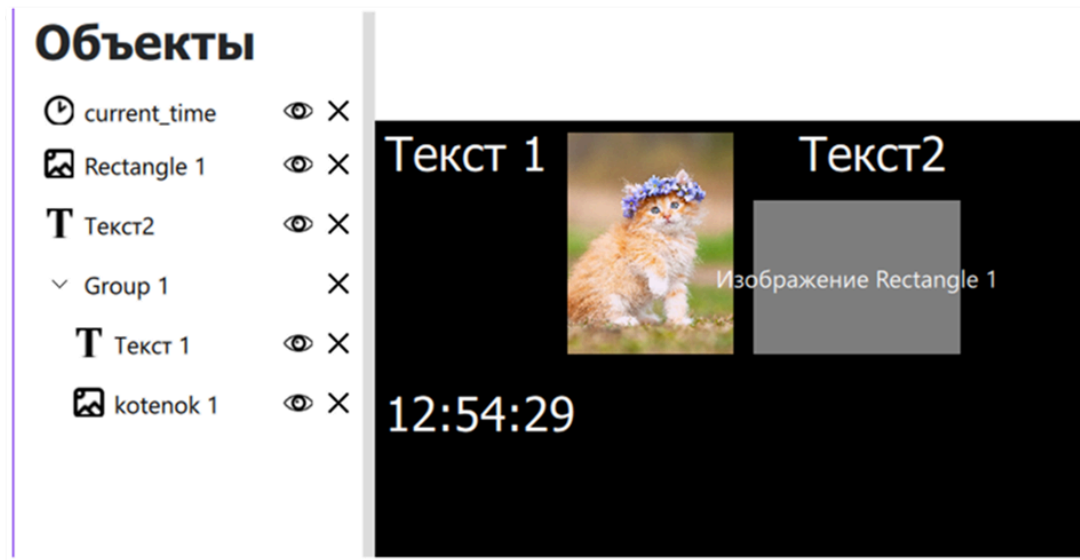 Объекты
current_time
Rectangle 1
Текст2
Group 1
Текст 1
kotenok 1
Текст 1
Текст2
Изображение Rectangle 1
12:54:29